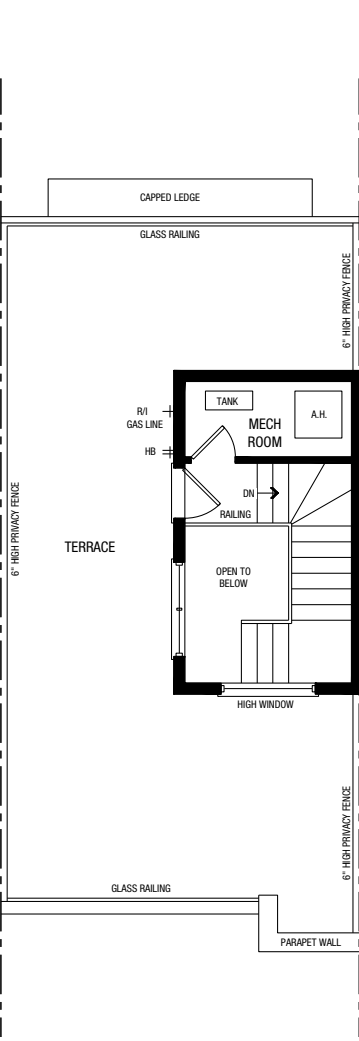 CAPPED LEDGE
GLASS RAILING
6" HIGH PRIVACY FENCE
TANK
A.H.
R/I
GAS LINE
MECH
ROOM
HB
DN
RAILING
6" HIGH PRIVACY FENCE
TERRACE
OPEN TO
BELOW
HIGH WINDOW
6" HIGH PRIVACY FENCE
GLASS RAILING
PARAPET WALL